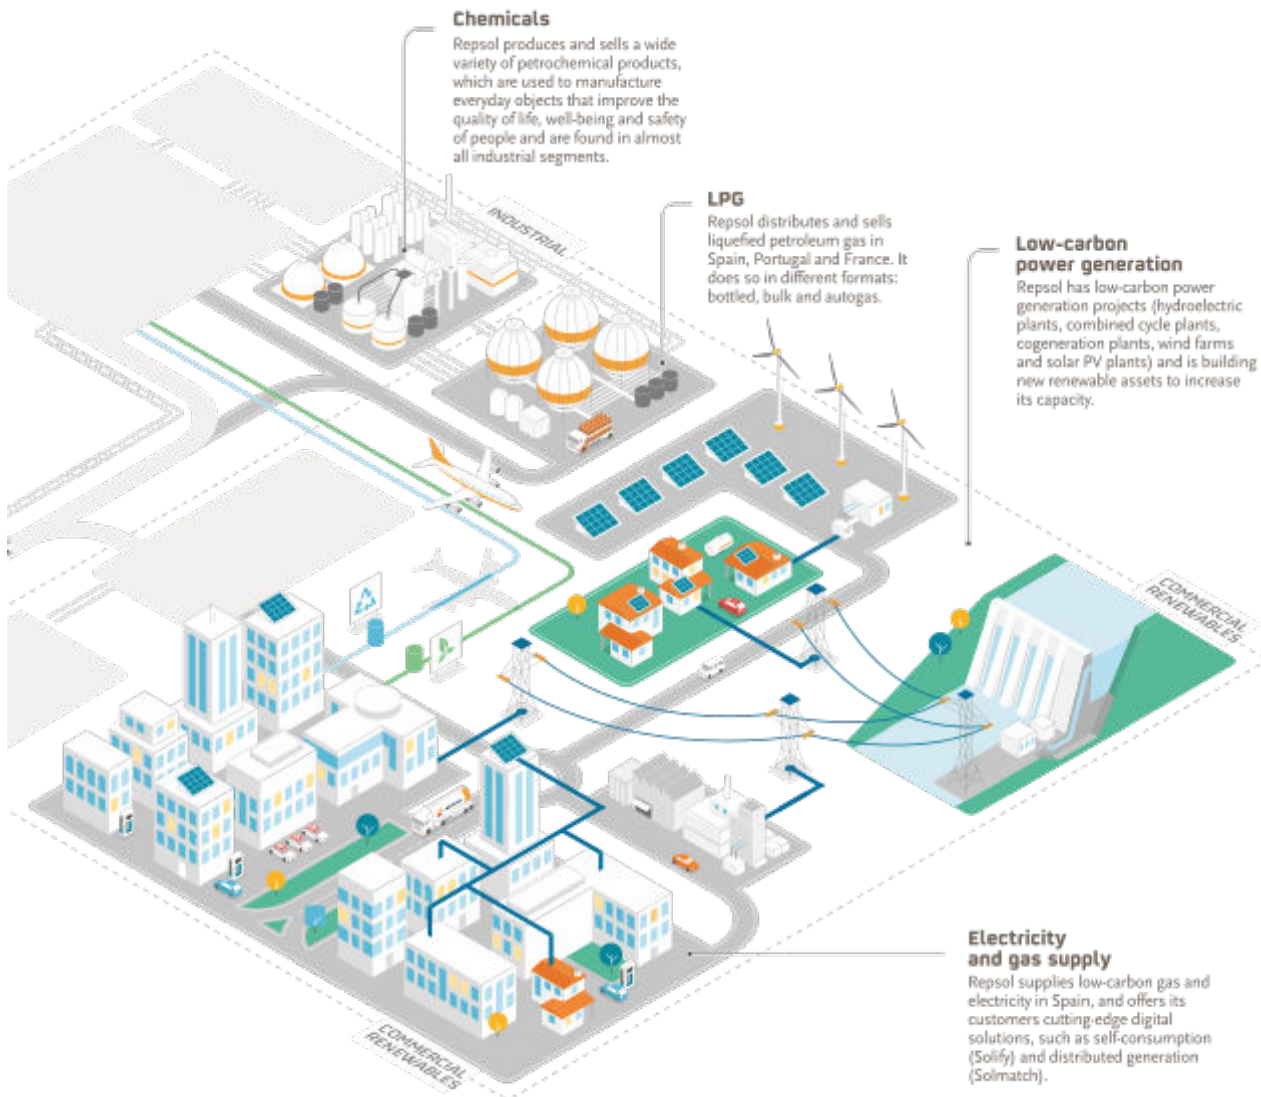 Chemicals
Repsol produces and sells a wide
variety of petrochemical products,
which are used to manufacture
everyday objects that improve the
quality of life, well-being and safety
of people and are found in almost
all industrial segments.
INDUSTRIAL
LPG
Repsol distributes and sells
liquefied petroleum gas in
Spain, Portugal and France. It
does so in different formats:
bottled, bulk and autogas.
Low-carbon
power generation
Repsol has low-carbon power
generation projects (hydroelectric
plants, combined cycle plants,
cogeneration plants, wind farms
and solar PV plants) and is building
new renewable assets to increase
its capacity.
COMMERCIAL
RENEWABLES
Electricity
and gas supply
Repsol supplies low-carbon gas and
electricity in Spain, and offers its
customers cutting-edge digital
solutions, such as self-consumption
(Solify) and distributed generation
(Solmatch).
COMMERCIAL
RENEWABLES